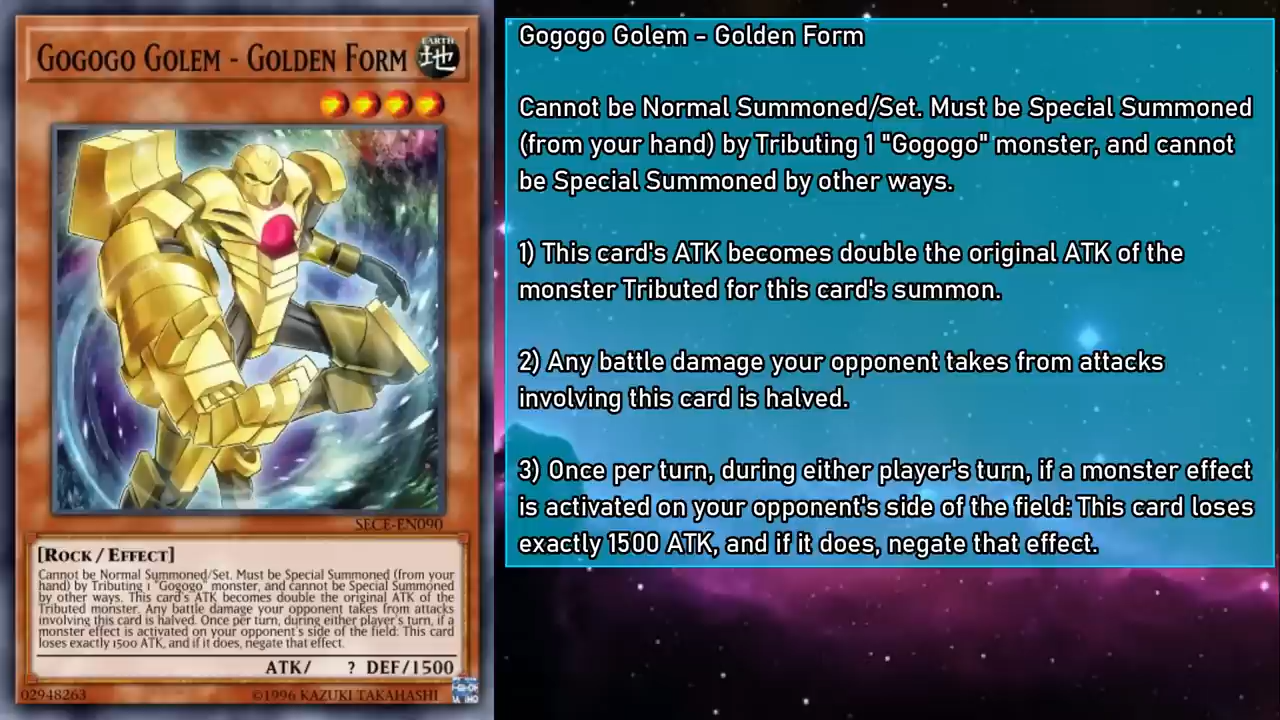 GOGOGO GOLEM - GOLDEN FORM
EARTH
地
SECE-EN090
[ROCK / EFFECT]
Cannot be Normal Summoned/Set. Must be Special Summoned (from your
hand) by Tributing 1 "Gogogo" monster, and cannot be Special Summoned
by other ways. This card's ATK becomes double the original ATK of the
Tributed monster. Any battle damage your opponent takes from attacks
involving this card is halved. Once per turn, during either player's turn, if a
monster effect is activated on your opponent's side of the field: This card
loses exactly 1500 ATK, and if it does, negate that effect.
ATK/ ? DEF/1500
02948263
©1996 KAZUKI TAKAHASHI
Gogogo Golem - Golden Form
Cannot be Normal Summoned/Set. Must be Special Summoned
(from your hand) by Tributing 1 "Gogogo" monster, and cannot
be Special Summoned by other ways.
1) This card's ATK becomes double the original ATK of the
monster Tributed for this card's summon.
2) Any battle damage your opponent takes from attacks
involving this card is halved.
3) Once per turn, during either player's turn, if a monster effect
is activated on your opponent's side of the field: This card loses
exactly 1500 ATK, and if it does, negate that effect.